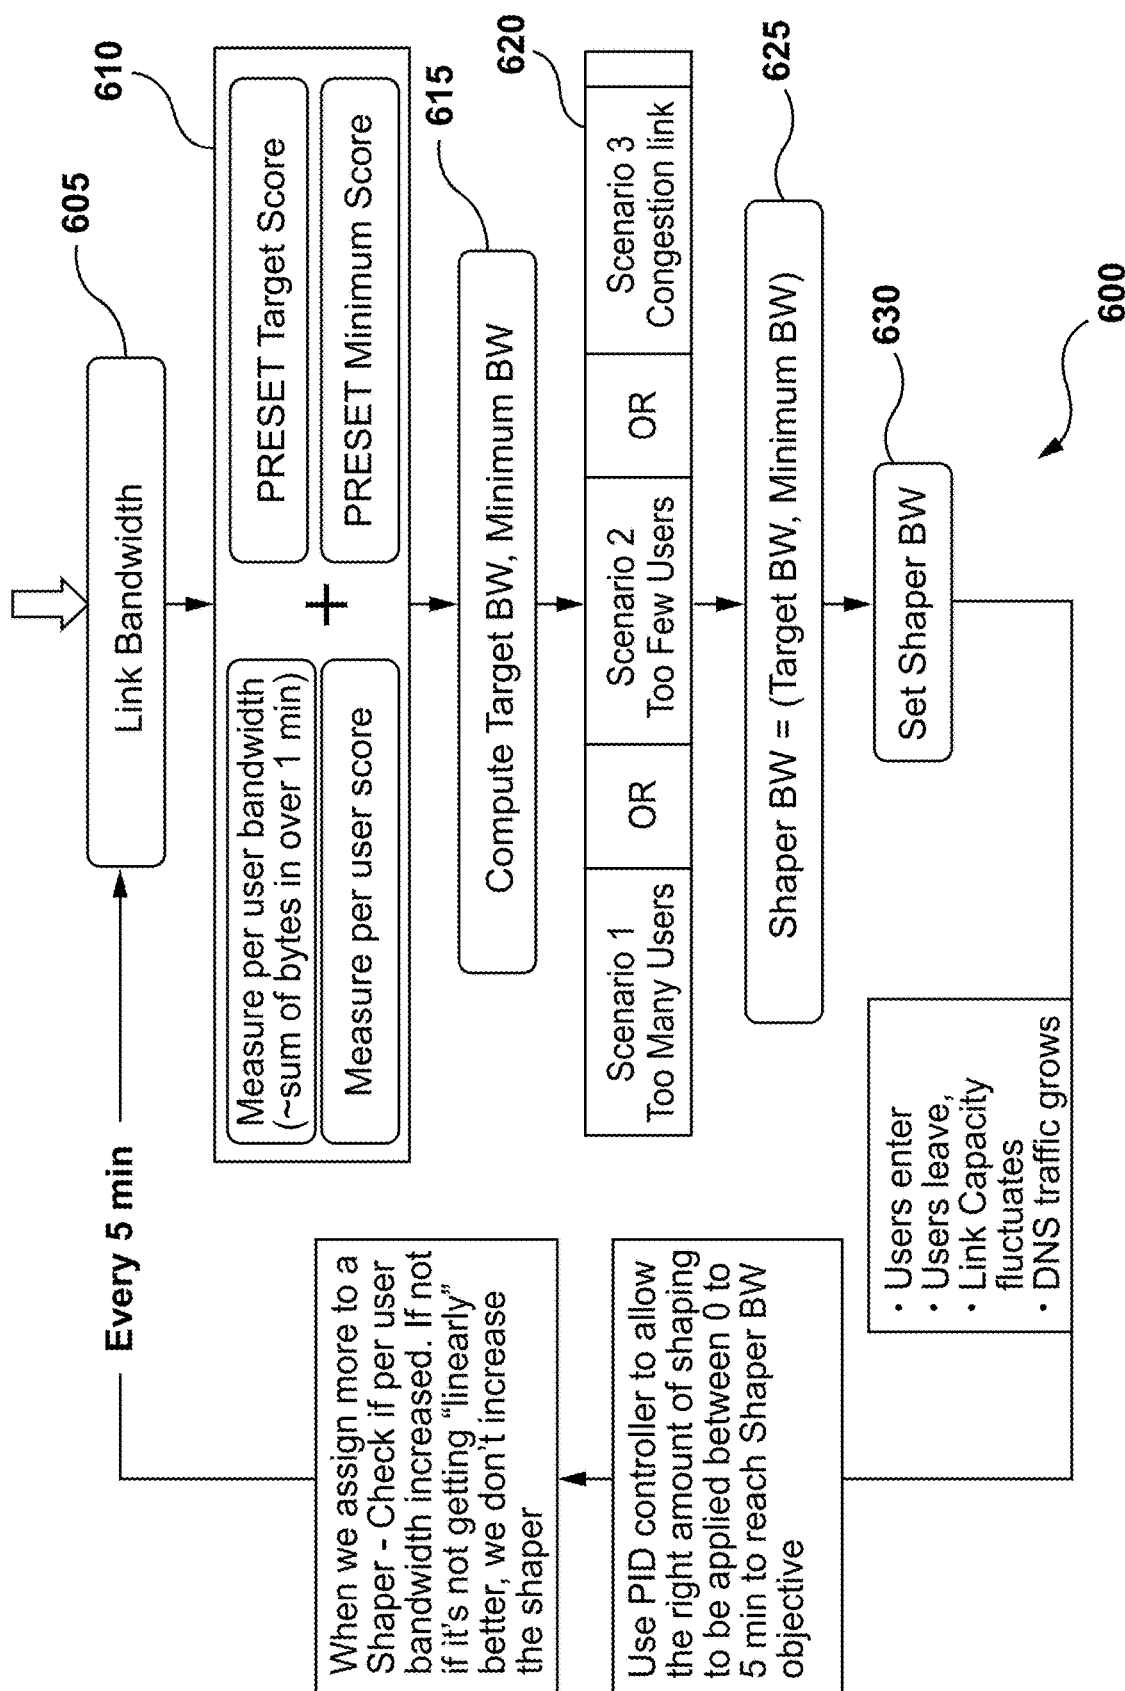 605
Link Bandwidth
Every 5 min
610
Measure per user bandwidth
(~sum of bytes in over 1 min)
Measure per user score
+
PRESET Target Score
PRESET Minimum Score
615
Compute Target BW, Minimum BW
620
Scenario 1
Too Many Users
OR
Scenario 2
Too Few Users
OR
Scenario 3
Congestion link
625
Shaper BW = (Target BW, Minimum BW)
630
Set Shaper BW
600
· Users enter
· Users leave,
· Link Capacity
fluctuates
· DNS traffic grows
Use PID controller to allow
the right amount of shaping
to be applied between 0 to
5 min to reach Shaper BW
objective
When we assign more to a
Shaper - Check if per user
bandwidth increased. If not
if it's not getting "linearly"
better, we don't increase
the shaper